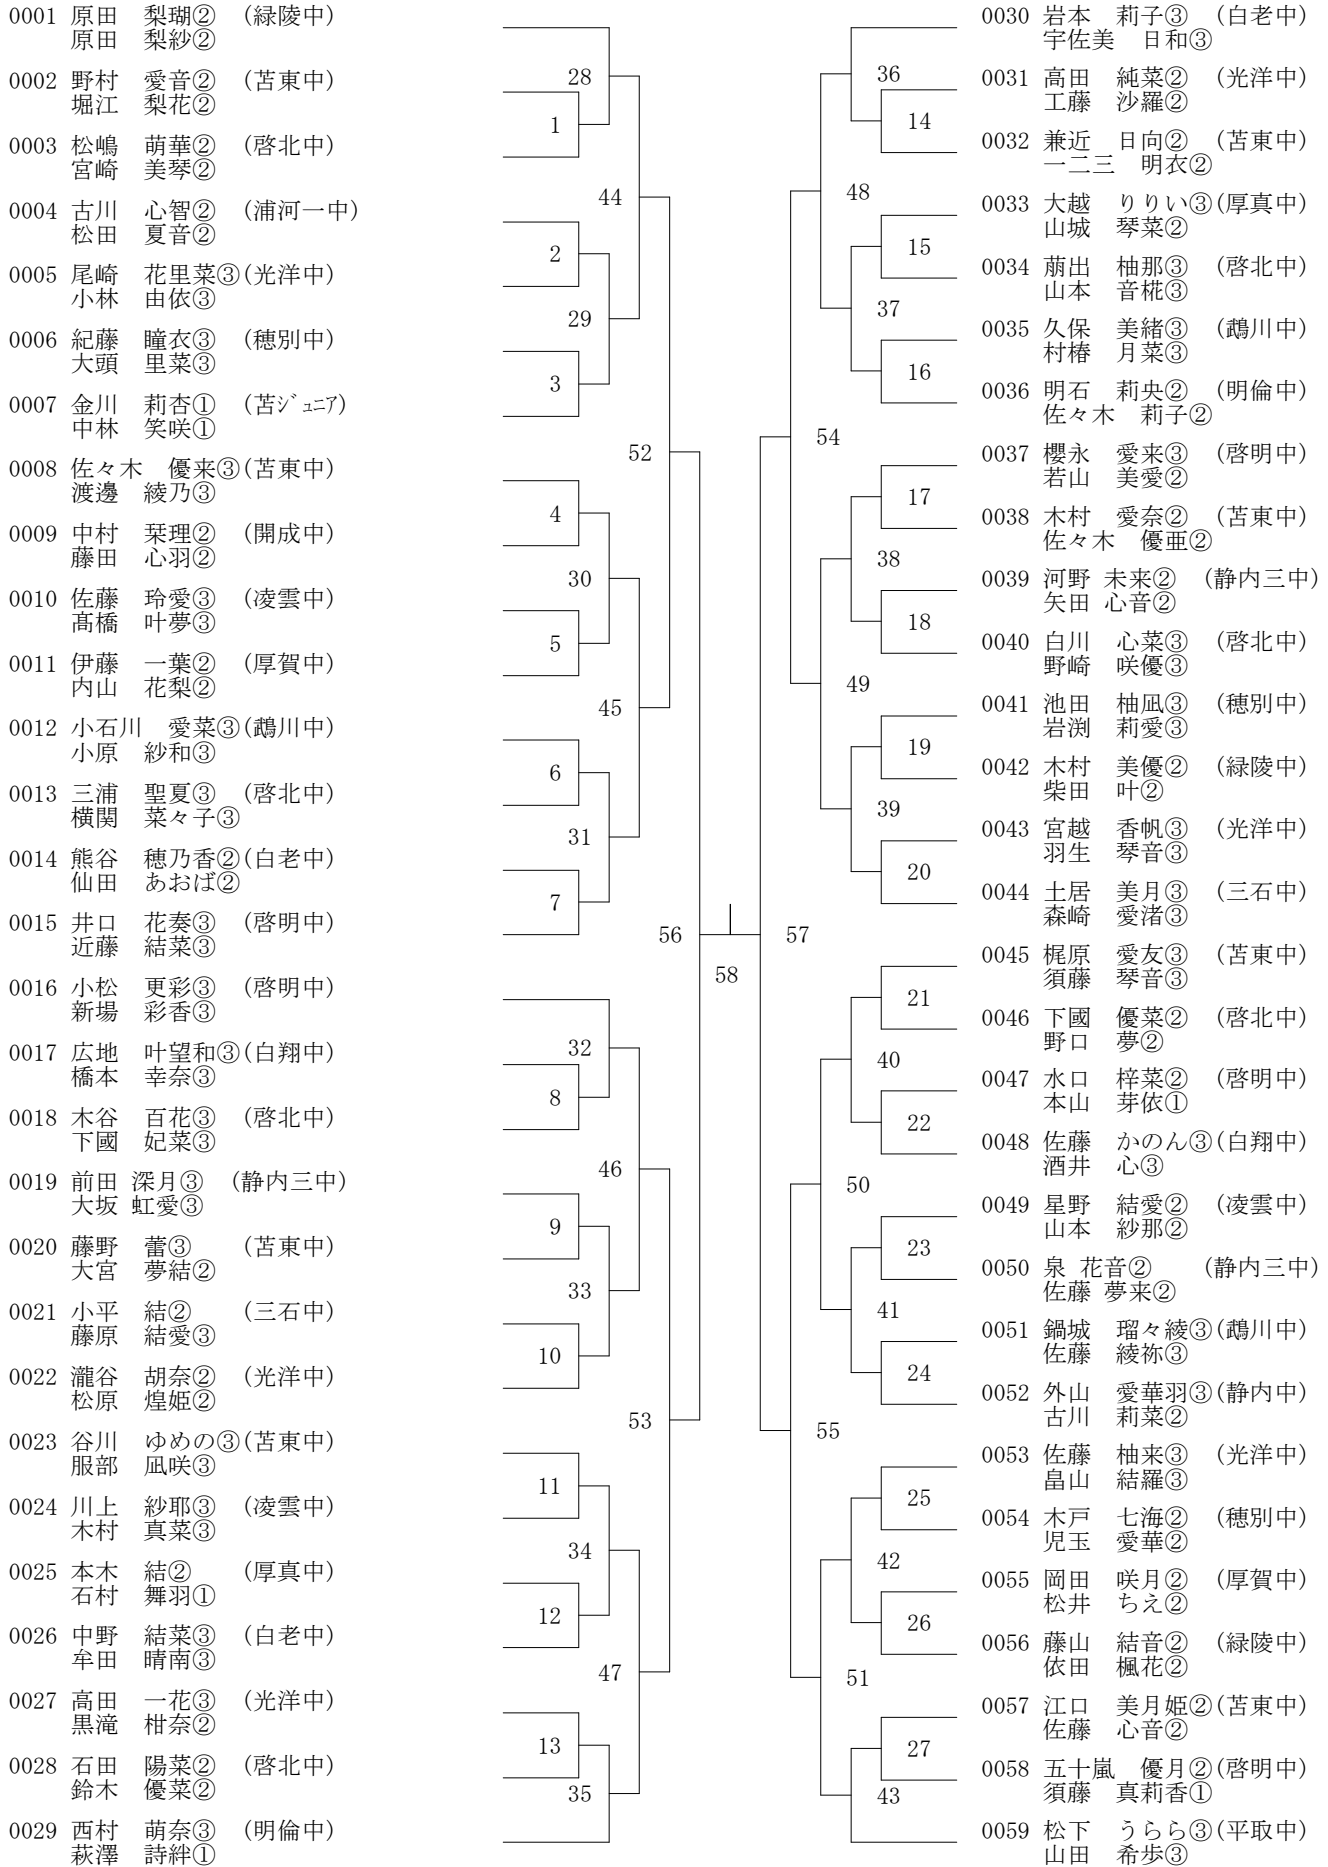 0001 原田　梨瑚②　(緑陵中)
原田　梨紗②
0002 野村　愛音②　(苫東中)
堀江　梨花②
0003 松嶋　萌華②　(啓北中)
宮崎　美琴②
0004 古川　心智②　(浦河一中)
松田　夏音②
0005 尾崎　花里菜③(光洋中)
小林　由依③
0006 紀藤　瞳衣③　(穂別中)
大頭　里菜③
0007 金川　莉杏①　(苫ジュニア)
中林　笑咲①
0008 佐々木　優来③(苫東中)
渡邊　綾乃③
0009 中村　栞理②　(開成中)
藤田　心羽②
0010 佐藤　玲愛③　(凌雲中)
髙橋　叶夢③
0011 伊藤　一葉②　(厚賀中)
内山　花梨②
0012 小石川　愛菜③(鵡川中)
小原　紗和③
0013 三浦　聖夏③　(啓北中)
横関　菜々子③
0014 熊谷　穂乃香②(白老中)
仙田　あおば②
0015 井口　花奏③　(啓明中)
近藤　結菜③
0016 小松　更彩③　(啓明中)
新場　彩香③
0017 広地　叶望和③(白翔中)
橋本　幸奈③
0018 木谷　百花③　(啓北中)
下國　妃菜③
0019 前田 深月③　(静内三中)
大坂 虹愛③
0020 藤野　蕾③　　(苫東中)
大宮　夢結②
0021 小平　結②　　(三石中)
藤原　結愛③
0022 瀧谷　胡奈②　(光洋中)
松原　煌姫②
0023 谷川　ゆめの③(苫東中)
服部　凪咲③
0024 川上　紗耶③　(凌雲中)
木村　真菜③
0025 本木　結②　　(厚真中)
石村　舞羽①
0026 中野　結菜③　(白老中)
牟田　晴南③
0027 高田　一花③　(光洋中)
黒滝　柑奈②
0028 石田　陽菜②　(啓北中)
鈴木　優菜②
0029 西村　萌奈③　(明倫中)
萩澤　詩絆①
28
1
44
2
29
3
52
4
30
5
45
6
31
7
56
32
8
46
9
33
10
53
11
34
12
47
13
35
58
36
14
48
15
37
16
54
17
38
18
49
19
39
20
57
21
40
22
50
23
41
24
55
25
42
26
51
27
43
0030 岩本　莉子③　(白老中)
宇佐美　日和③
0031 高田　純菜②　(光洋中)
工藤　沙羅②
0032 兼近　日向②　(苫東中)
一二三　明衣②
0033 大越　りりい③(厚真中)
山城　琴菜②
0034 萠出　柚那③　(啓北中)
山本　音椛③
0035 久保　美緒③　(鵡川中)
村椿　月菜③
0036 明石　莉央②　(明倫中)
佐々木　莉子②
0037 櫻永　愛来③　(啓明中)
若山　美愛②
0038 木村　愛奈②　(苫東中)
佐々木　優亜②
0039 河野 未来②　(静内三中)
矢田 心音②
0040 白川　心菜③　(啓北中)
野崎　咲優③
0041 池田　柚凪③　(穂別中)
岩渕　莉愛③
0042 木村　美優②　(緑陵中)
柴田　叶②
0043 宮越　香帆③　(光洋中)
羽生　琴音③
0044 土居　美月③　(三石中)
森崎　愛渚③
0045 梶原　愛友③　(苫東中)
須藤　琴音③
0046 下國　優菜②　(啓北中)
野口　夢②
0047 水口　梓菜②　(啓明中)
本山　芽依①
0048 佐藤　かのん③(白翔中)
酒井　心③
0049 星野　結愛②　(凌雲中)
山本　紗那②
0050 泉 花音②　　(静内三中)
佐藤 夢来②
0051 鍋城　瑠々綾③(鵡川中)
佐藤　綾祢③
0052 外山　愛華羽③(静内中)
古川　莉菜②
0053 佐藤　柚来③　(光洋中)
畠山　結羅③
0054 木戸　七海②　(穂別中)
児玉　愛華②
0055 岡田　咲月②　(厚賀中)
松井　ちえ②
0056 藤山　結音②　(緑陵中)
依田　楓花②
0057 江口　美月姫②(苫東中)
佐藤　心音②
0058 五十嵐　優月②(啓明中)
須藤　真莉香①
0059 松下　うらら③(平取中)
山田　希歩③